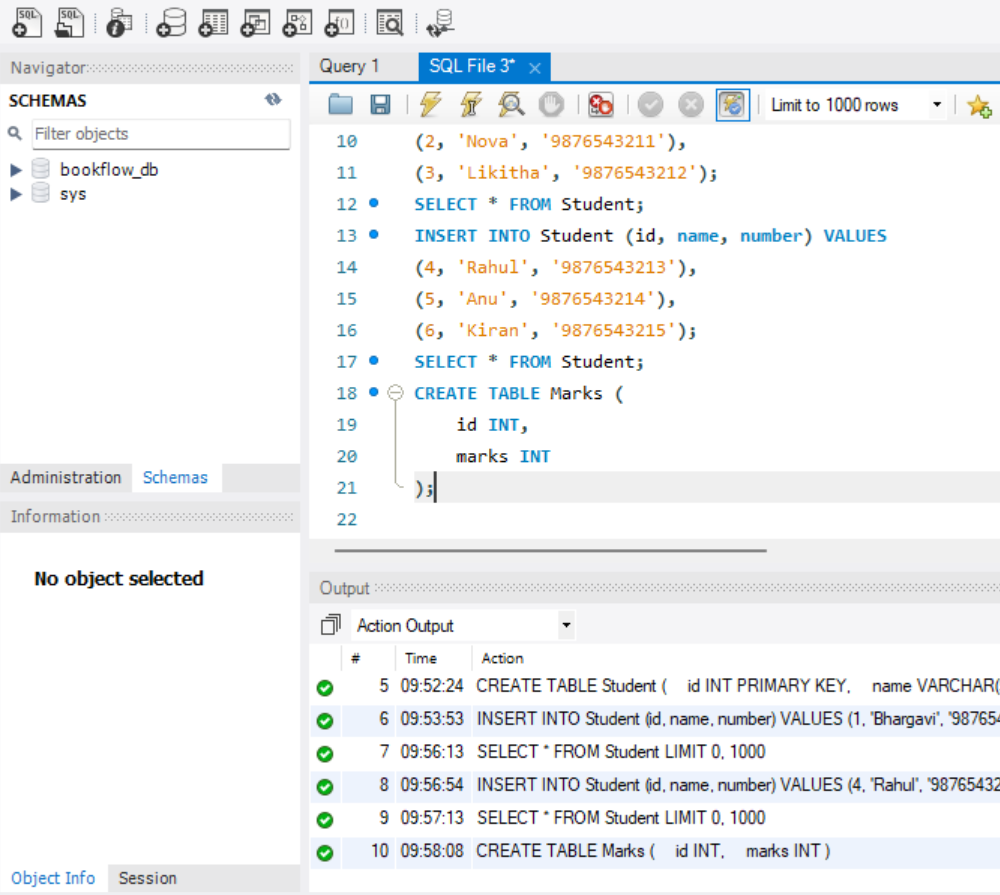 SQL SQL
Query 1 SQL File 3* ×
Navigator
SCHEMAS
Filter objects
bookflow_db
sys
Administration Schemas
Information
No object selected
Object Info Session
Limit to 1000 rows
10 (2, 'Nova', '9876543211'),
11 (3, 'Likitha', '9876543212');
12 SELECT * FROM Student;
13 INSERT INTO Student (id, name, number) VALUES
14 (4, 'Rahul', '9876543213'),
15 (5, 'Anu', '9876543214'),
16 (6, 'Kiran', '9876543215');
17 SELECT * FROM Student;
18 CREATE TABLE Marks (
19 id INT,
20 marks INT
21 );
22
Output
Action Output
# Time Action
5 09:52:24 CREATE TABLE Student ( id INT PRIMARY KEY, name VARCHAR(
6 09:53:53 INSERT INTO Student (id, name, number) VALUES (1, 'Bhargavi', '98765
7 09:56:13 SELECT * FROM Student LIMIT 0, 1000
8 09:56:54 INSERT INTO Student (id, name, number) VALUES (4, 'Rahul', '98765432
9 09:57:13 SELECT * FROM Student LIMIT 0, 1000
10 09:58:08 CREATE TABLE Marks ( id INT, marks INT )